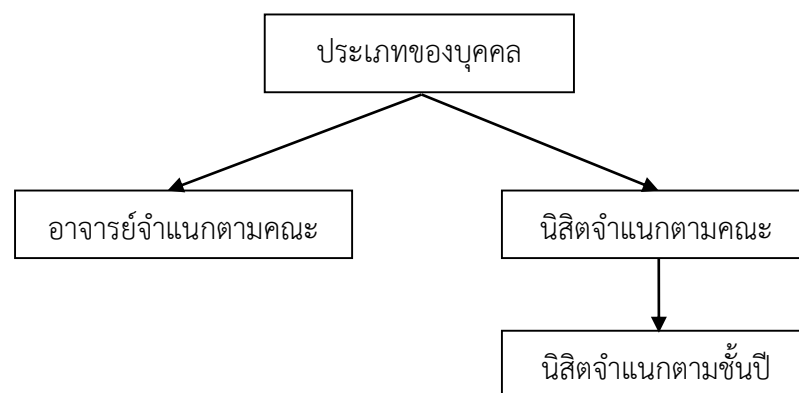 ประเภทของบุคคล
อาจารย์จำแนกตามคณะ
นิสิตจำแนกตามคณะ
นิสิตจำแนกตามชั้นปี